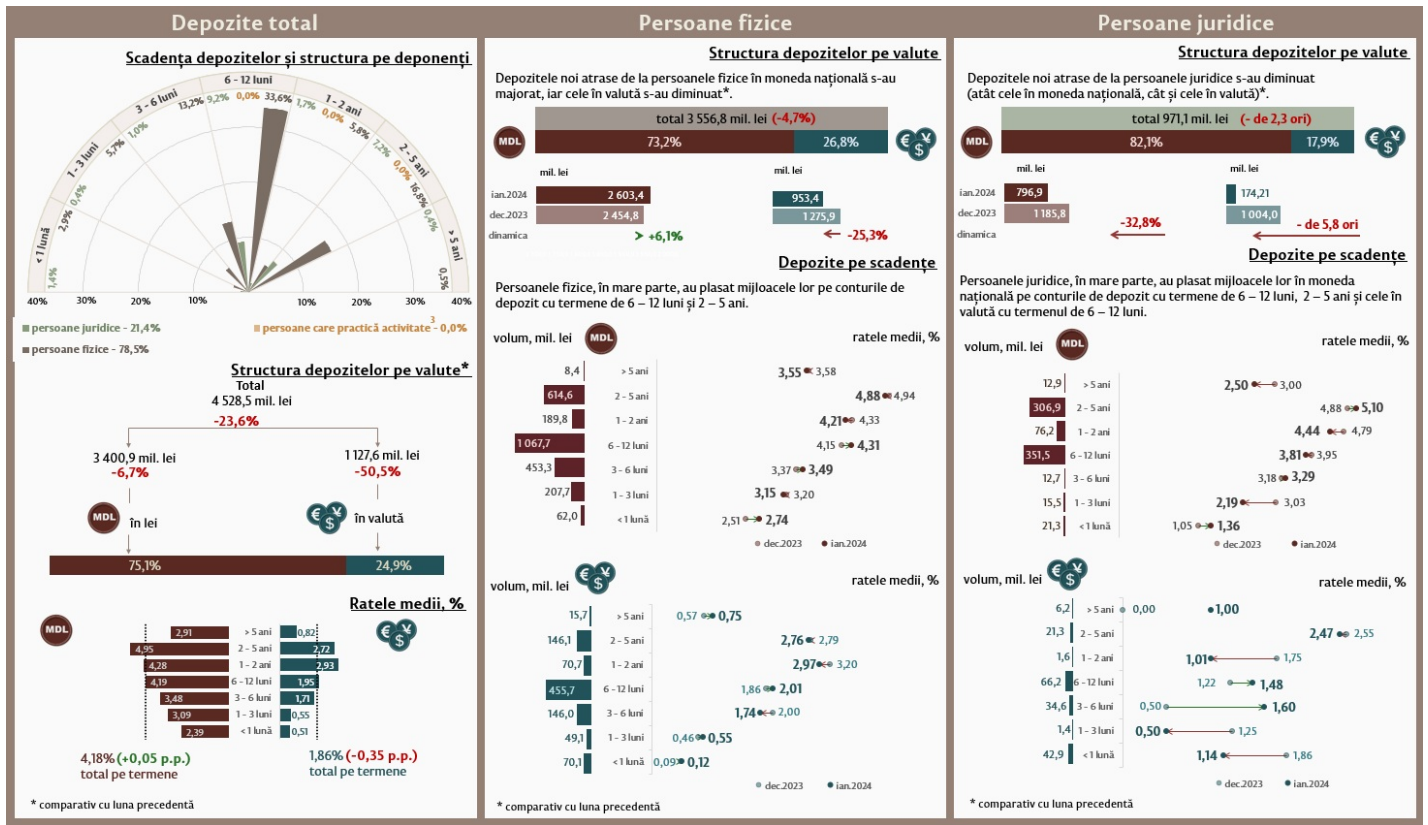 Depozite total
Scadența depozitelor și structura pe deponenți
< 1 lună
1 - 3 luni
3 - 6 luni
6 - 12 luni
1 - 2 ani
2 - 5 ani
> 5 ani
1,4%
2,9%
0,4%
5,7%
1,0%
13,2%
9,2%
0,0%
33,6%
1,7%
0,0%
5,8%
7,2%
0,0%
16,8%
0,4%
0,5%
40%
30%
20%
10%
10%
20%
30%
40%
persoane juridice - 21,4%
persoane care practică activitate 3 - 0,0%
persoane fizice - 78,5%
Structura depozitelor pe valute*
Total
4 528,5 mil. lei
-23,6%
3 400,9 mil. lei
-6,7%
1 127,6 mil. lei
-50,5%
MDL
în lei
€ $ ¥
în valută
75,1%
24,9%
Ratele medii, %
MDL
€ $ ¥
2,91 > 5 ani 0,82
4,95 2 - 5 ani 2,72
4,28 1 - 2 ani 2,93
4,19 6 - 12 luni 1,95
3,48 3 - 6 luni 1,71
3,09 1 - 3 luni 0,55
2,39 < 1 lună 0,51
4,18% (+0,05 p.p.)
total pe termene
1,86% (-0,35 p.p.)
total pe termene
* comparativ cu luna precedentă
Persoane fizice
Structura depozitelor pe valute
Depozitele noi atrase de la persoanele fizice în moneda națională s-au
majorat, iar cele în valută s-au diminuat*.
total 3 556,8 mil. lei (-4,7%)
MDL
73,2%
26,8%
€ $ ¥
mil. lei
mil. lei
ian.2024 2 603,4 953,4
dec.2023 2 454,8 1 275,9
dinamica +6,1% -25,3%
Depozite pe scadențe
Persoanele fizice, în mare parte, au plasat mijloacele lor pe conturile de
depozit cu termene de 6 – 12 luni și 2 – 5 ani.
volum, mil. lei
MDL
ratele medii, %
8,4 > 5 ani 3,55 3,58
614,6 2 - 5 ani 4,88 4,94
189,8 1 - 2 ani 4,21 4,33
1 067,7 6 - 12 luni 4,15 4,31
453,3 3 - 6 luni 3,37 3,49
207,7 1 - 3 luni 3,15 3,20
62,0 < 1 lună 2,51 2,74
dec.2023 ian.2024
volum, mil. lei
€ $ ¥
ratele medii, %
15,7 > 5 ani 0,57 0,75
146,1 2 - 5 ani 2,76 2,79
70,7 1 - 2 ani 2,97 3,20
455,7 6 - 12 luni 1,86 2,01
146,0 3 - 6 luni 1,74 2,00
49,1 1 - 3 luni 0,46 0,55
70,1 < 1 lună 0,09 0,12
dec.2023 ian.2024
* comparativ cu luna precedentă
Persoane juridice
Structura depozitelor pe valute
Depozitele noi atrase de la persoanele juridice s-au diminuat
(atât cele în moneda națională, cât și cele în valută)*.
total 971,1 mil. lei (- de 2,3 ori)
MDL
82,1%
17,9%
€ $ ¥
mil. lei
mil. lei
ian.2024 796,9 174,21
dec.2023 1 185,8 1 004,0
dinamica -32,8% - de 5,8 ori
Depozite pe scadențe
Persoanele juridice, în mare parte, au plasat mijloacele lor în moneda
națională pe conturile de depozit cu termene de 6 – 12 luni, 2 – 5 ani și cele în
valută cu termenul de 6 – 12 luni.
volum, mil. lei
MDL
ratele medii, %
12,9 > 5 ani 2,50 3,00
306,9 2 - 5 ani 4,88 5,10
76,2 1 - 2 ani 4,44 4,79
351,5 6 - 12 luni 3,81 3,95
12,7 3 - 6 luni 3,18 3,29
15,5 1 - 3 luni 2,19 3,03
21,3 < 1 lună 1,05 1,36
dec.2023 ian.2024
volum, mil. lei
€ $ ¥
ratele medii, %
6,2 > 5 ani 0,00 1,00
21,3 2 - 5 ani 2,47 2,55
1,6 1 - 2 ani 1,01 1,75
66,2 6 - 12 luni 1,22 1,48
34,6 3 - 6 luni 0,50 1,60
1,4 1 - 3 luni 0,50 1,25
42,9 < 1 lună 1,14 1,86
dec.2023 ian.2024
* comparativ cu luna precedentă